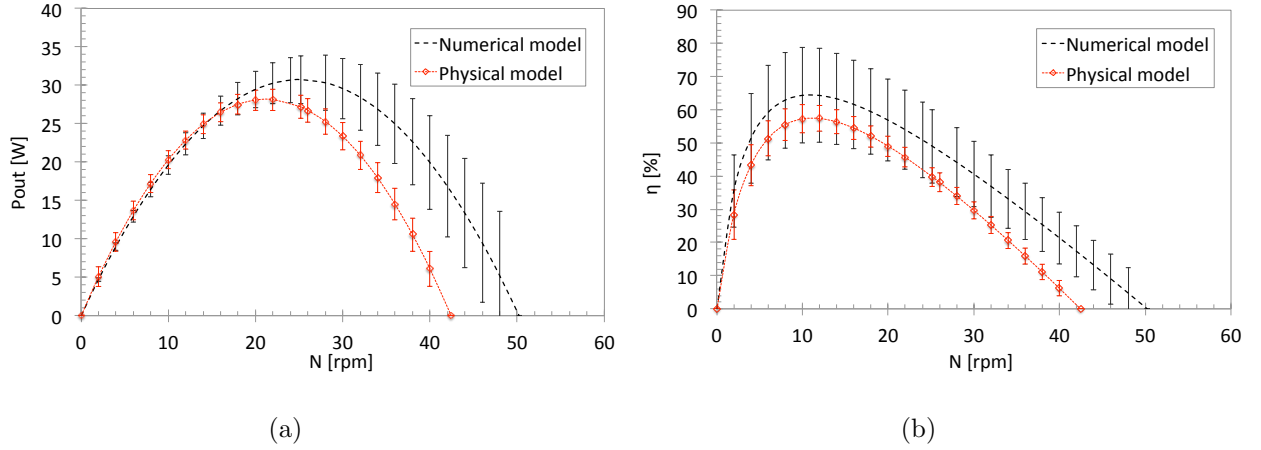 40
35
30
25
20
15
10
5
0
Pout [W]
Numerical model
Physical model
0 10 20 30 40 50 60
N [rpm]
(a)
90
80
70
60
50
40
30
20
10
0
η [%]
Numerical model
Physical model
0 10 20 30 40 50 60
N [rpm]
(b)